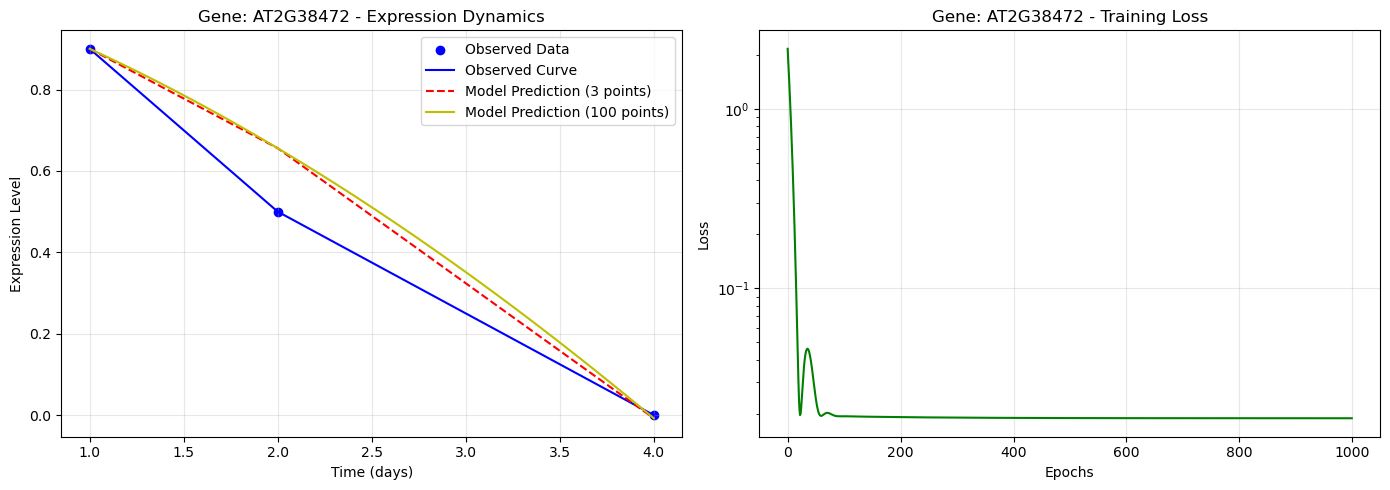 Gene: AT2G38472 - Expression Dynamics
Observed Data
Observed Curve
Model Prediction (3 points)
Model Prediction (100 points)
Expression Level
0.8
0.6
0.4
0.2
0.0
1.0 1.5 2.0 2.5 3.0 3.5 4.0
Time (days)
Gene: AT2G38472 - Training Loss
Loss
10^0
10^-1
0 200 400 600 800 1000
Epochs